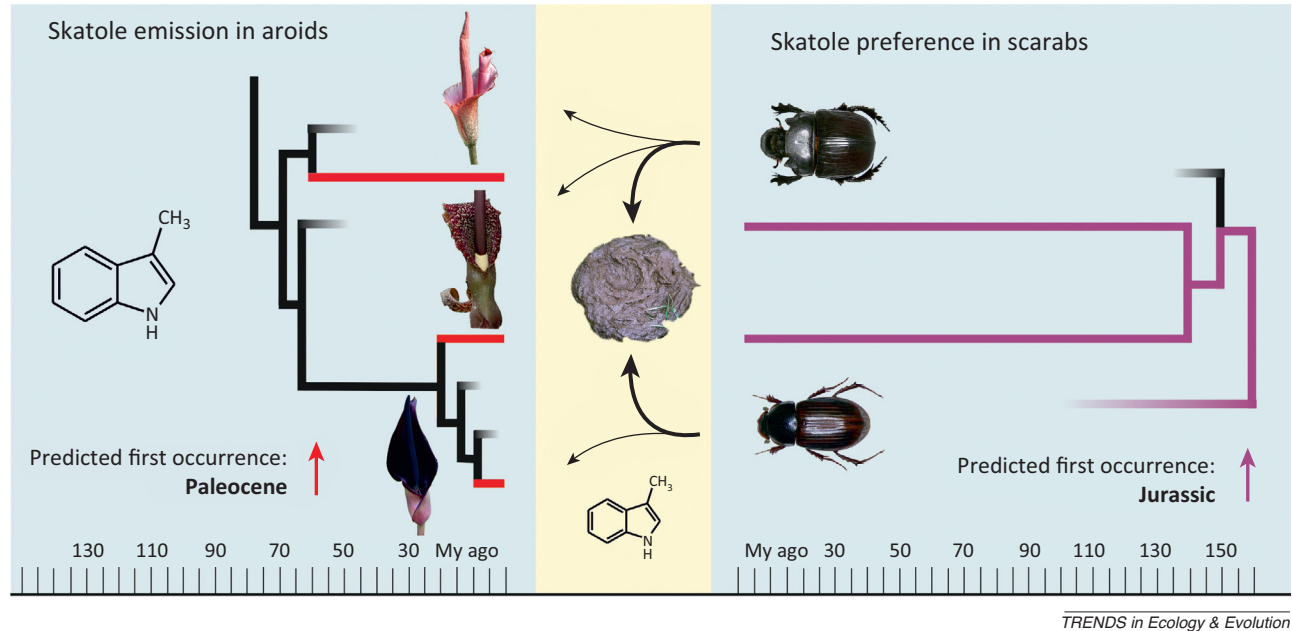 Skatole emission in aroids
Skatole preference in scarabs
CH3
N
H
Predicted first occurrence:
Paleocene
CH3
N
H
Predicted first occurrence:
Jurassic
130 110 90 70 50 30 My ago
My ago 30 50 70 90 110 130 150
TRENDS in Ecology & Evolution